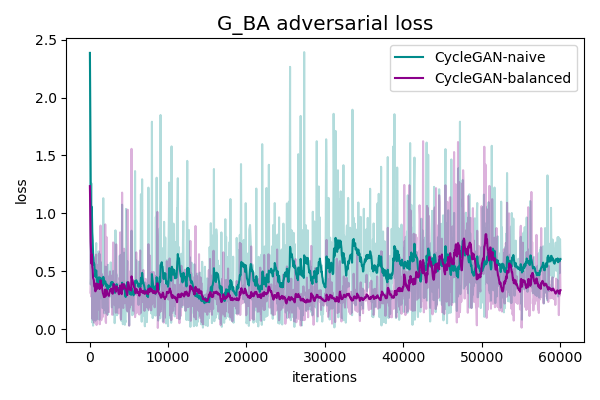 G_BA adversarial loss
CycleGAN-naive
CycleGAN-balanced
loss
2.5
2.0
1.5
1.0
0.5
0.0
0 10000 20000 30000 40000 50000 60000
iterations